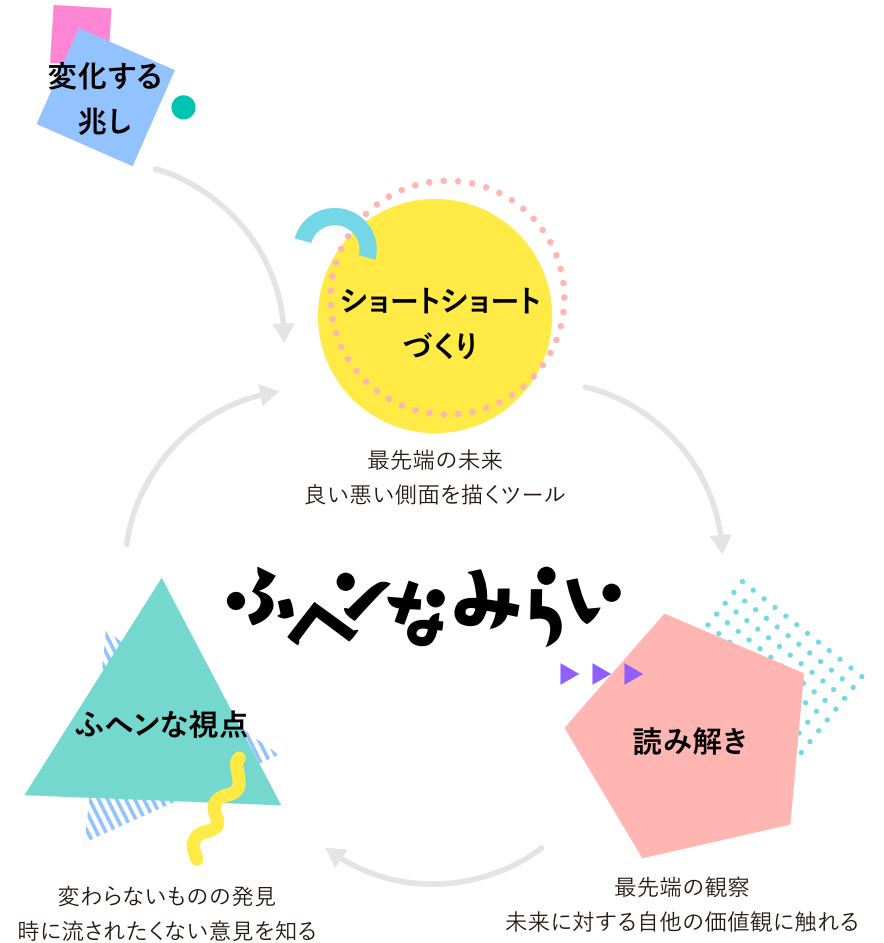 変化する
兆し
ショートショート
づくり
最先端の未来
良い悪い側面を描くツール
ふヘンなみらい
ふヘンな視点
読み解き
変わらないものの発見
時に流されたくない意見を知る
最先端の観察
未来に対する自他の価値観に触れる